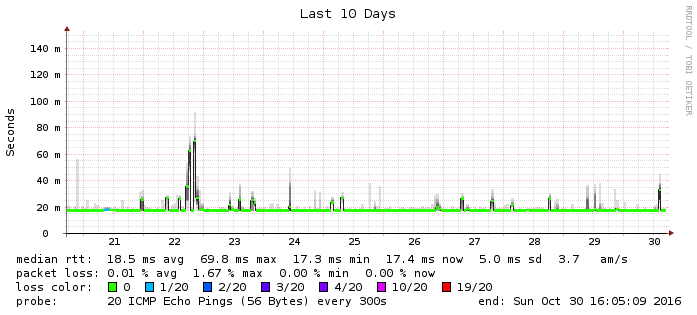 Last 10 Days
RRDTOOL / TOBI OETIKER
Seconds
140 m
120 m
100 m
80 m
60 m
40 m
20 m
0
21 22 23 24 25 26 27 28 29 30
median rtt: 18.5 ms avg 69.8 ms max 17.3 ms min 17.4 ms now 5.0 ms sd 3.7 am/s
packet loss: 0.01 % avg 1.67 % max 0.00 % min 0.00 % now
loss color: 0 1/20 2/20 3/20 4/20 10/20 19/20
probe: 20 ICMP Echo Pings (56 Bytes) every 300s end: Sun Oct 30 16:05:09 2016